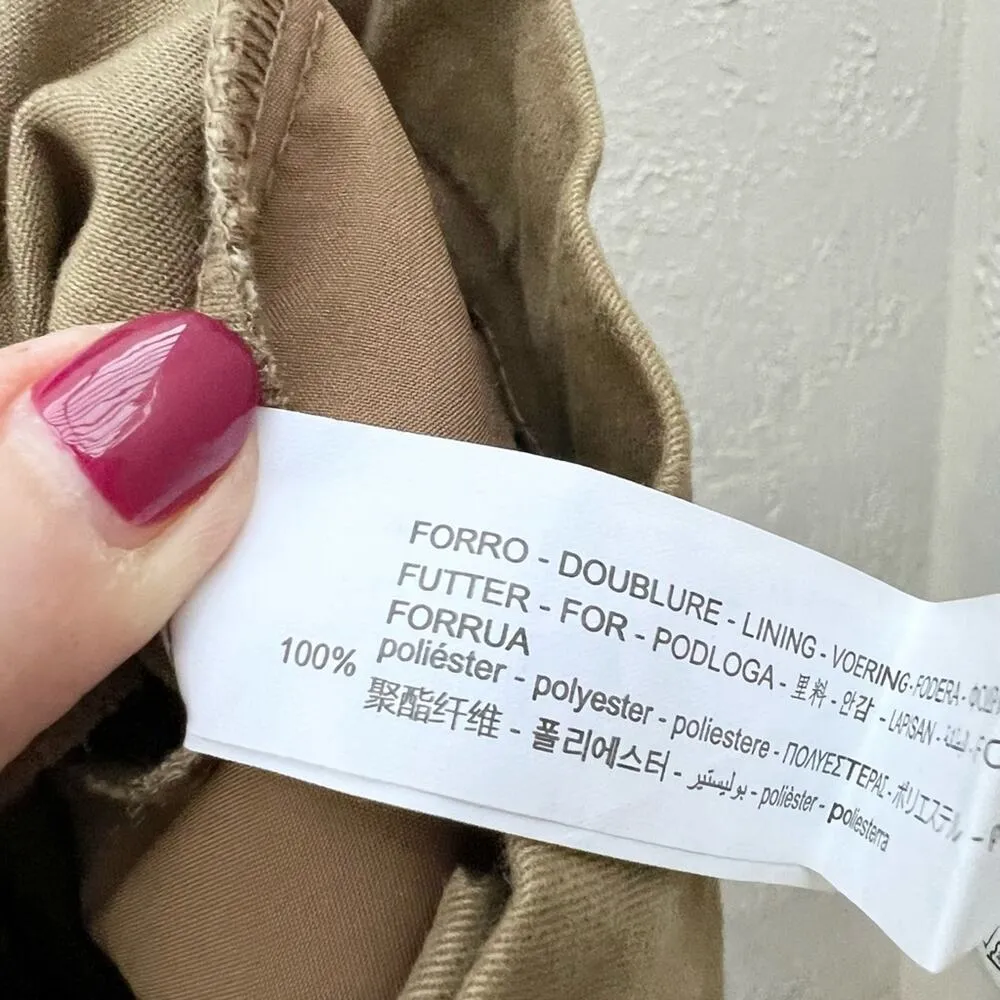 FORRO - DOUBLURE - LINING - VOERING - FODERA -
FUTTER - FOR - PODLOGA - 里料 - 안감 - LAPISAN -
FORRUA
100% poliéster - polyester - poliestere - ΠΟΛΥΕΣΤΕΡΑΣ - ポリエステル -
聚酯纤维 - 폴리에스터 - بوليستير - polièster - poliesterra